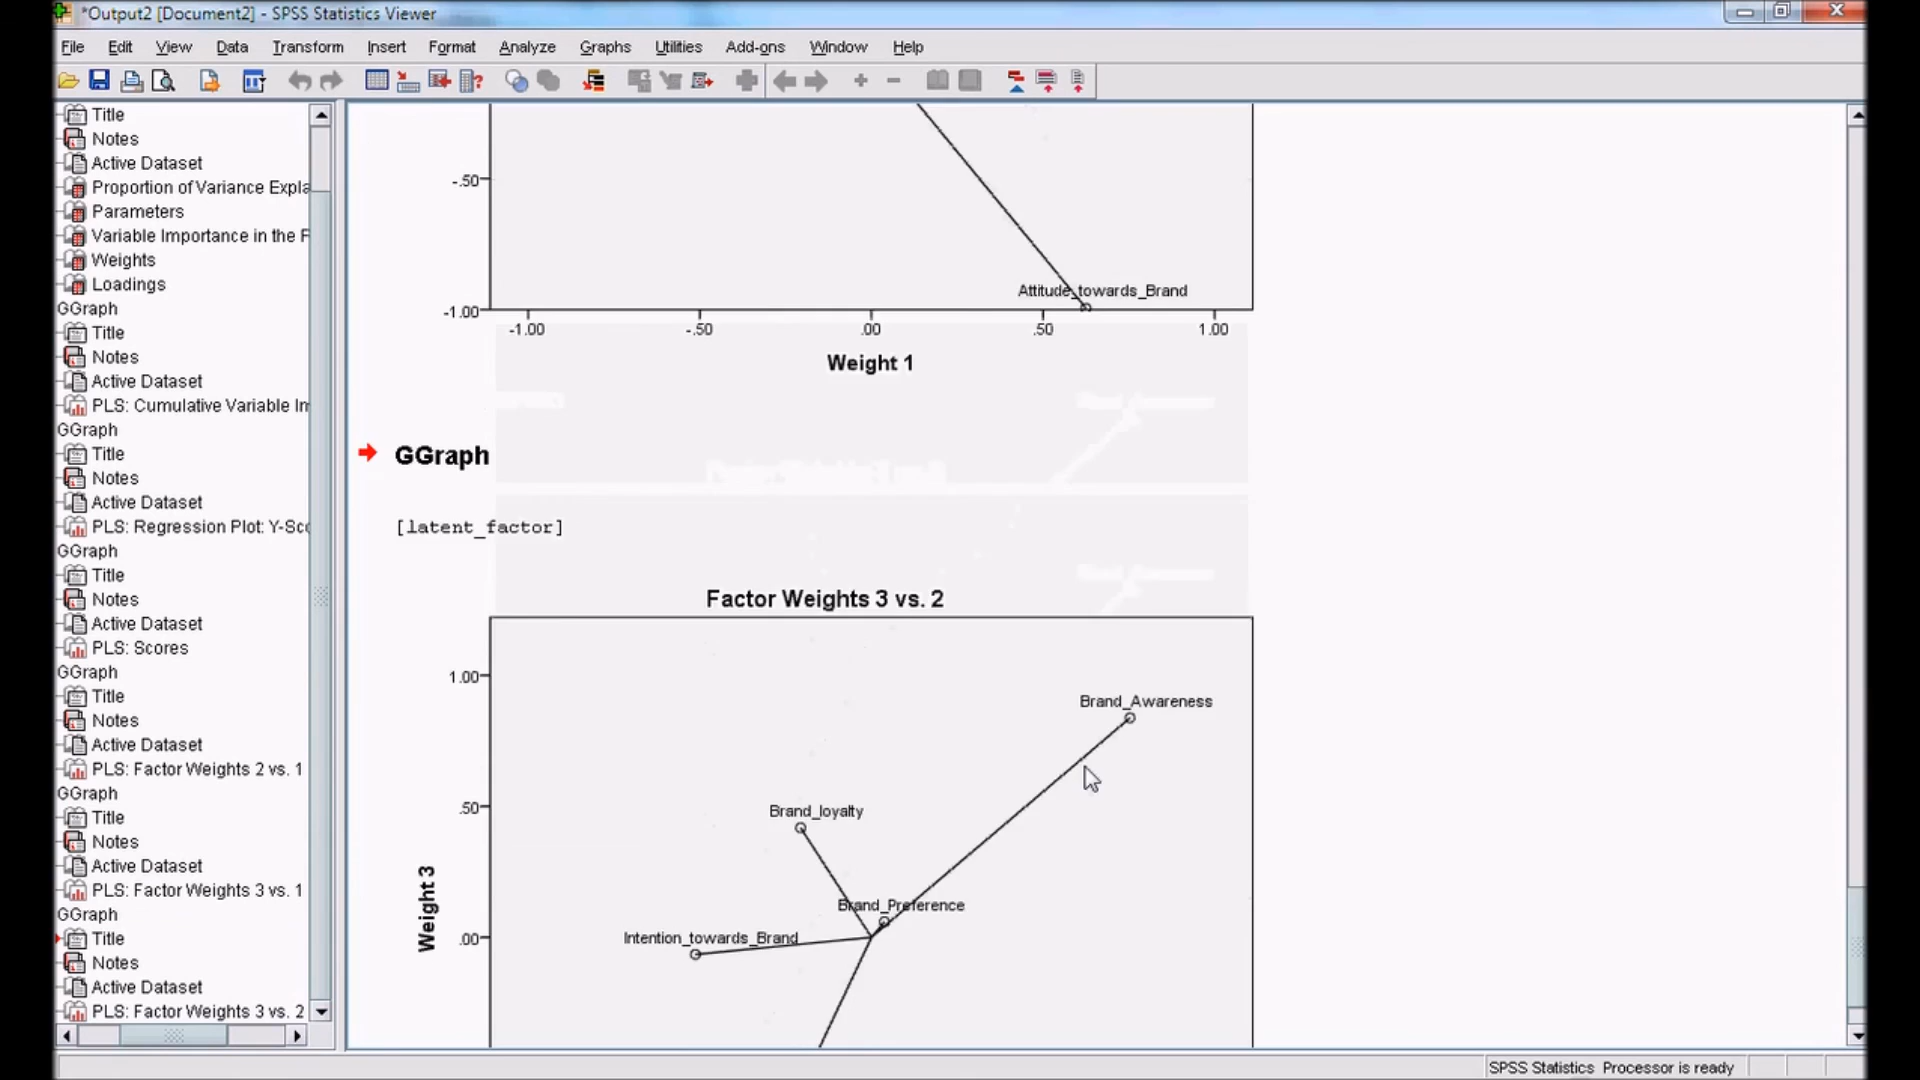 *Output2 [Document2] - SPSS Statistics Viewer
File Edit View Data Transform Insert Format Analyze Graphs Utilities Add-ons Window Help
Title
Notes
Active Dataset
Proportion of Variance Expla
Parameters
Variable Importance in the F
Weights
Loadings
GGraph
Title
Notes
Active Dataset
PLS: Cumulative Variable Im
GGraph
Title
Notes
Active Dataset
PLS: Regression Plot: Y-Sco
GGraph
Title
Notes
Active Dataset
PLS: Scores
GGraph
Title
Notes
Active Dataset
PLS: Factor Weights 2 vs. 1
GGraph
Title
Notes
Active Dataset
PLS: Factor Weights 3 vs. 1
GGraph
Title
Notes
Active Dataset
PLS: Factor Weights 3 vs. 2
-.50
Attitude_towards_Brand
-1.00
-1.00 -.50 .00 .50 1.00
Weight 1
GGraph
[latent_factor]
Factor Weights 3 vs. 2
1.00
Brand_Awareness
.50
Brand_loyalty
Weight 3
Brand_Preference
.00
Intention_towards_Brand
SPSS Statistics Processor is ready